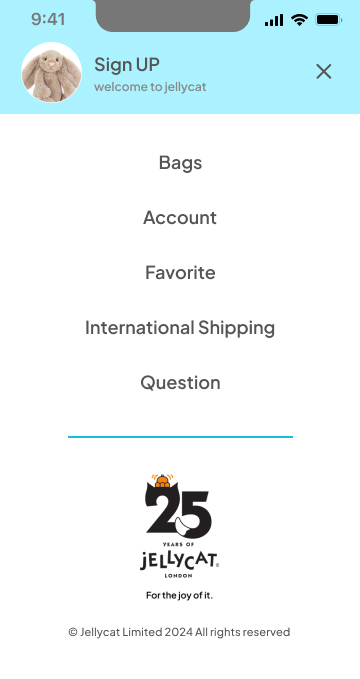 9:41
Sign UP
welcome to jellycat
Bags
Account
Favorite
International Shipping
Question
25
YEARS OF
JELLYCAT®
LONDON
For the joy of it.
© Jellycat Limited 2024 All rights reserved